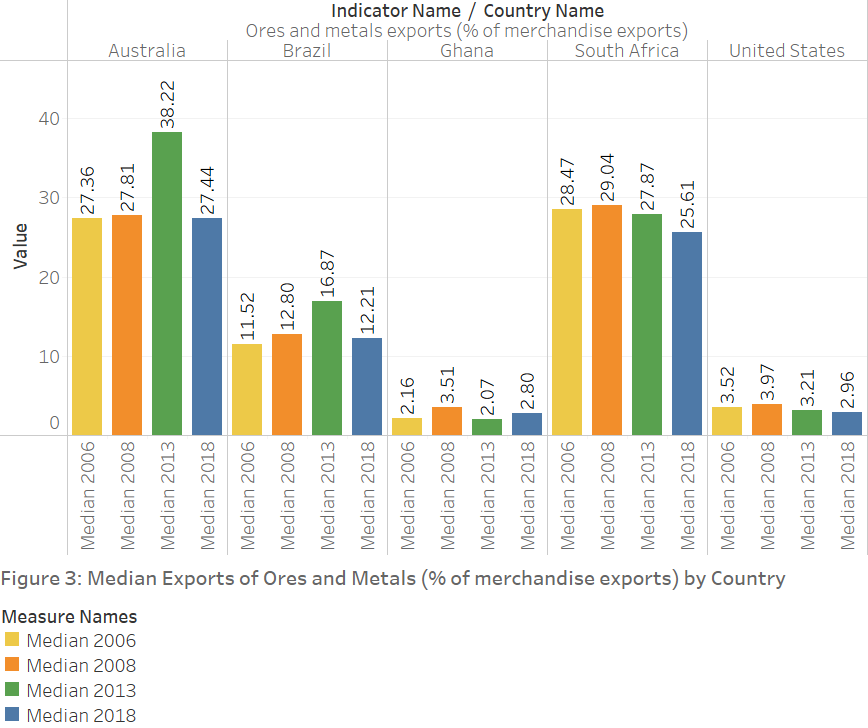 Indicator Name / Country Name
Ores and metals exports (% of merchandise exports)
Australia Brazil Ghana South Africa United States
Value
40
30
20
10
0
27.36 27.81 38.22 27.44 11.52 12.80 16.87 12.21 2.16 3.51 2.07 2.80 28.47 29.04 27.87 25.61 3.52 3.97 3.21 2.96
Median 2006 Median 2008 Median 2013 Median 2018 Median 2006 Median 2008 Median 2013 Median 2018 Median 2006 Median 2008 Median 2013 Median 2018 Median 2006 Median 2008 Median 2013 Median 2018 Median 2006 Median 2008 Median 2013 Median 2018
Figure 3: Median Exports of Ores and Metals (% of merchandise exports) by Country
Measure Names
Median 2006
Median 2008
Median 2013
Median 2018